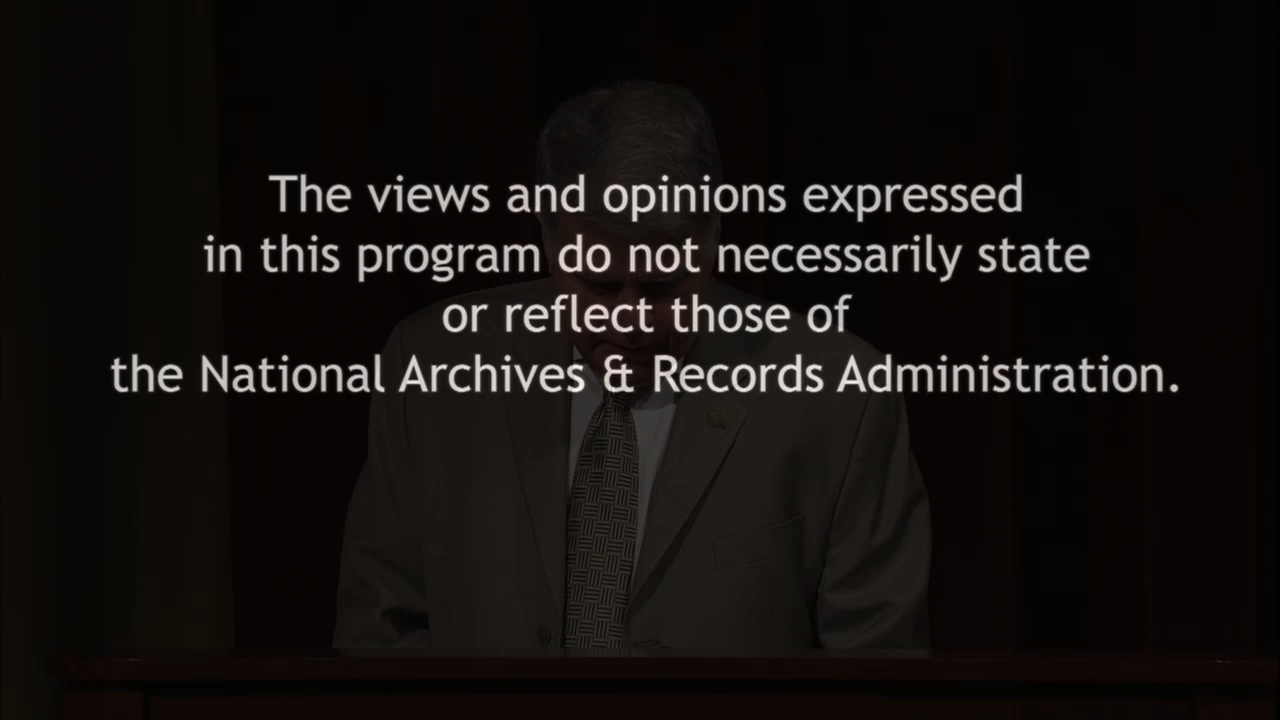 The views and opinions expressed
in this program do not necessarily state
or reflect those of
the National Archives & Records Administration.